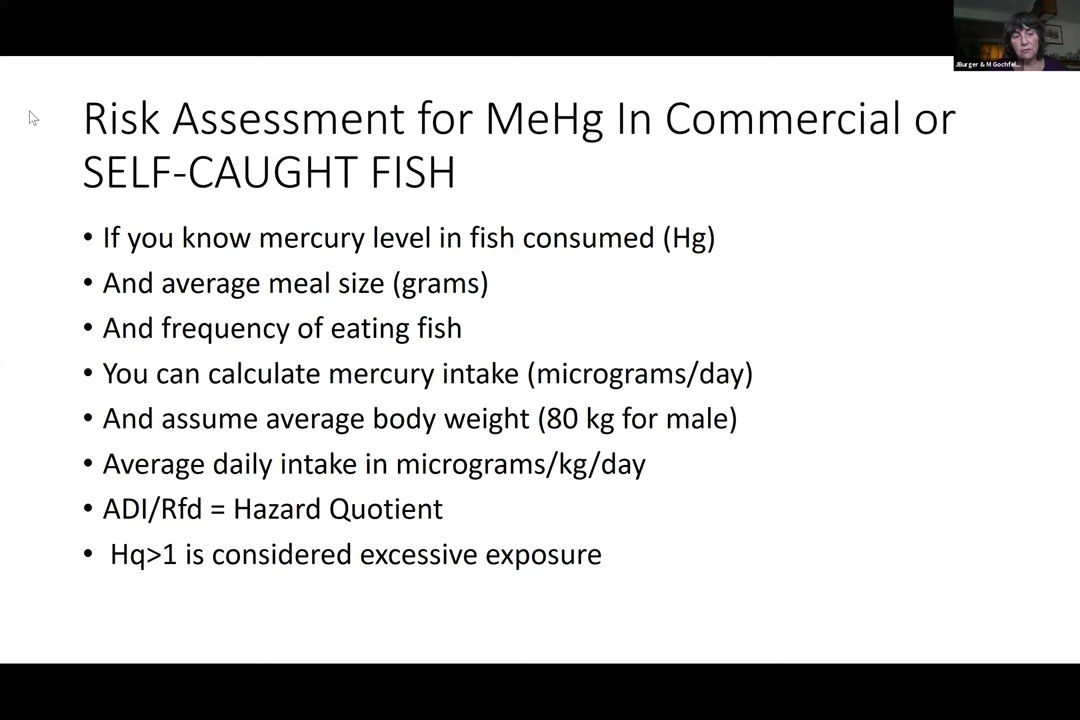 JBurger & M Gochfel...
Risk Assessment for MeHg In Commercial or
SELF-CAUGHT FISH
• If you know mercury level in fish consumed (Hg)
• And average meal size (grams)
• And frequency of eating fish
• You can calculate mercury intake (micrograms/day)
• And assume average body weight (80 kg for male)
• Average daily intake in micrograms/kg/day
• ADI/Rfd = Hazard Quotient
• Hq>1 is considered excessive exposure